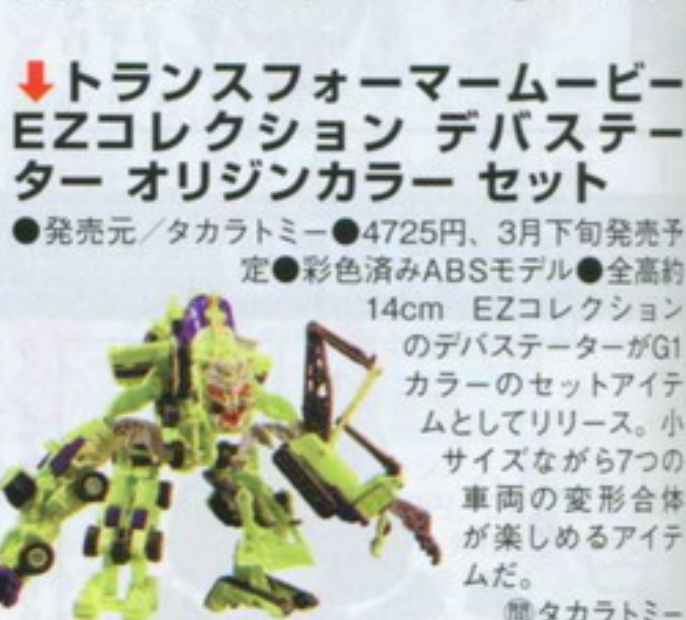 ↓トランスフォーマームービー
EZコレクション デバステー
ター オリジンカラー セット
●発売元／タカラトミー●4725円、3月下旬発売予
定●彩色済みABSモデル●全高約
14cm　EZコレクション
のデバステーターがG1
カラーのセットアイテ
ムとしてリリース。小
サイズながら7つの
車両の変形合体
が楽しめるアイテ
ムだ。
㉄タカラトミー